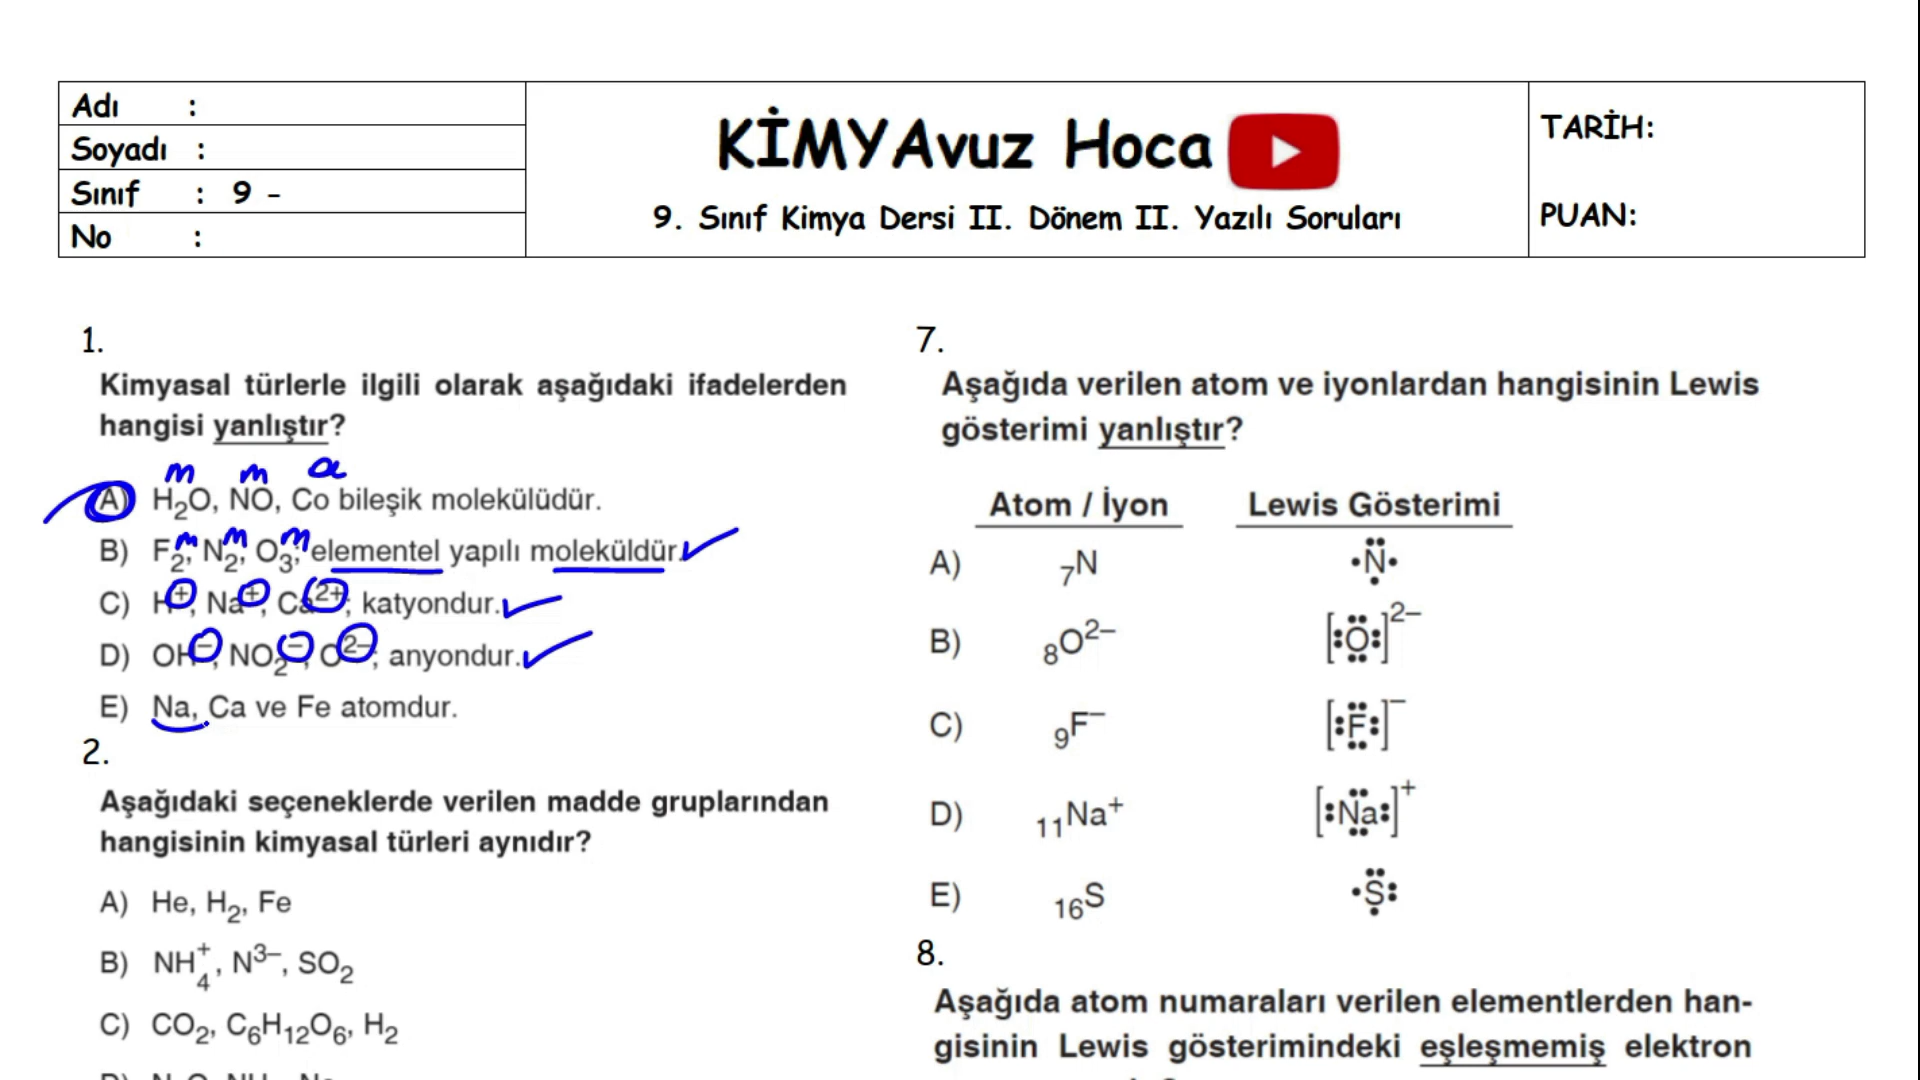 Adı :
Soyadı :
Sınıf : 9 -
No :
KİMYAvuz Hoca
9. Sınıf Kimya Dersi II. Dönem II. Yazılı Soruları
TARİH:
PUAN:
1.
Kimyasal türlerle ilgili olarak aşağıdaki ifadelerden
hangisi yanlıştır?
m m a
A) H₂O, NO, Co bileşik molekülüdür.
m m m
B) F₂, N₂, O₃; elementel yapılı moleküldür.
C) H⁺, Na⁺, Ca²⁺; katyondur.
D) OH⁻, NO₂⁻, O²⁻; anyondur.
E) Na, Ca ve Fe atomdur.
2.
Aşağıdaki seçeneklerde verilen madde gruplarından
hangisinin kimyasal türleri aynıdır?
A) He, H₂, Fe
B) NH₄⁺, N³⁻, SO₂
C) CO₂, C₆H₁₂O₆, H₂
7.
Aşağıda verilen atom ve iyonlardan hangisinin Lewis
gösterimi yanlıştır?
Atom / İyon Lewis Gösterimi
A) ₇N N
B) ₈O²⁻ [O]²⁻
C) ₉F⁻ [F]⁻
D) ₁₁Na⁺ [Na]⁺
E) ₁₆S S
8.
Aşağıda atom numaraları verilen elementlerden han-
gisinin Lewis gösterimindeki eşleşmemiş elektron